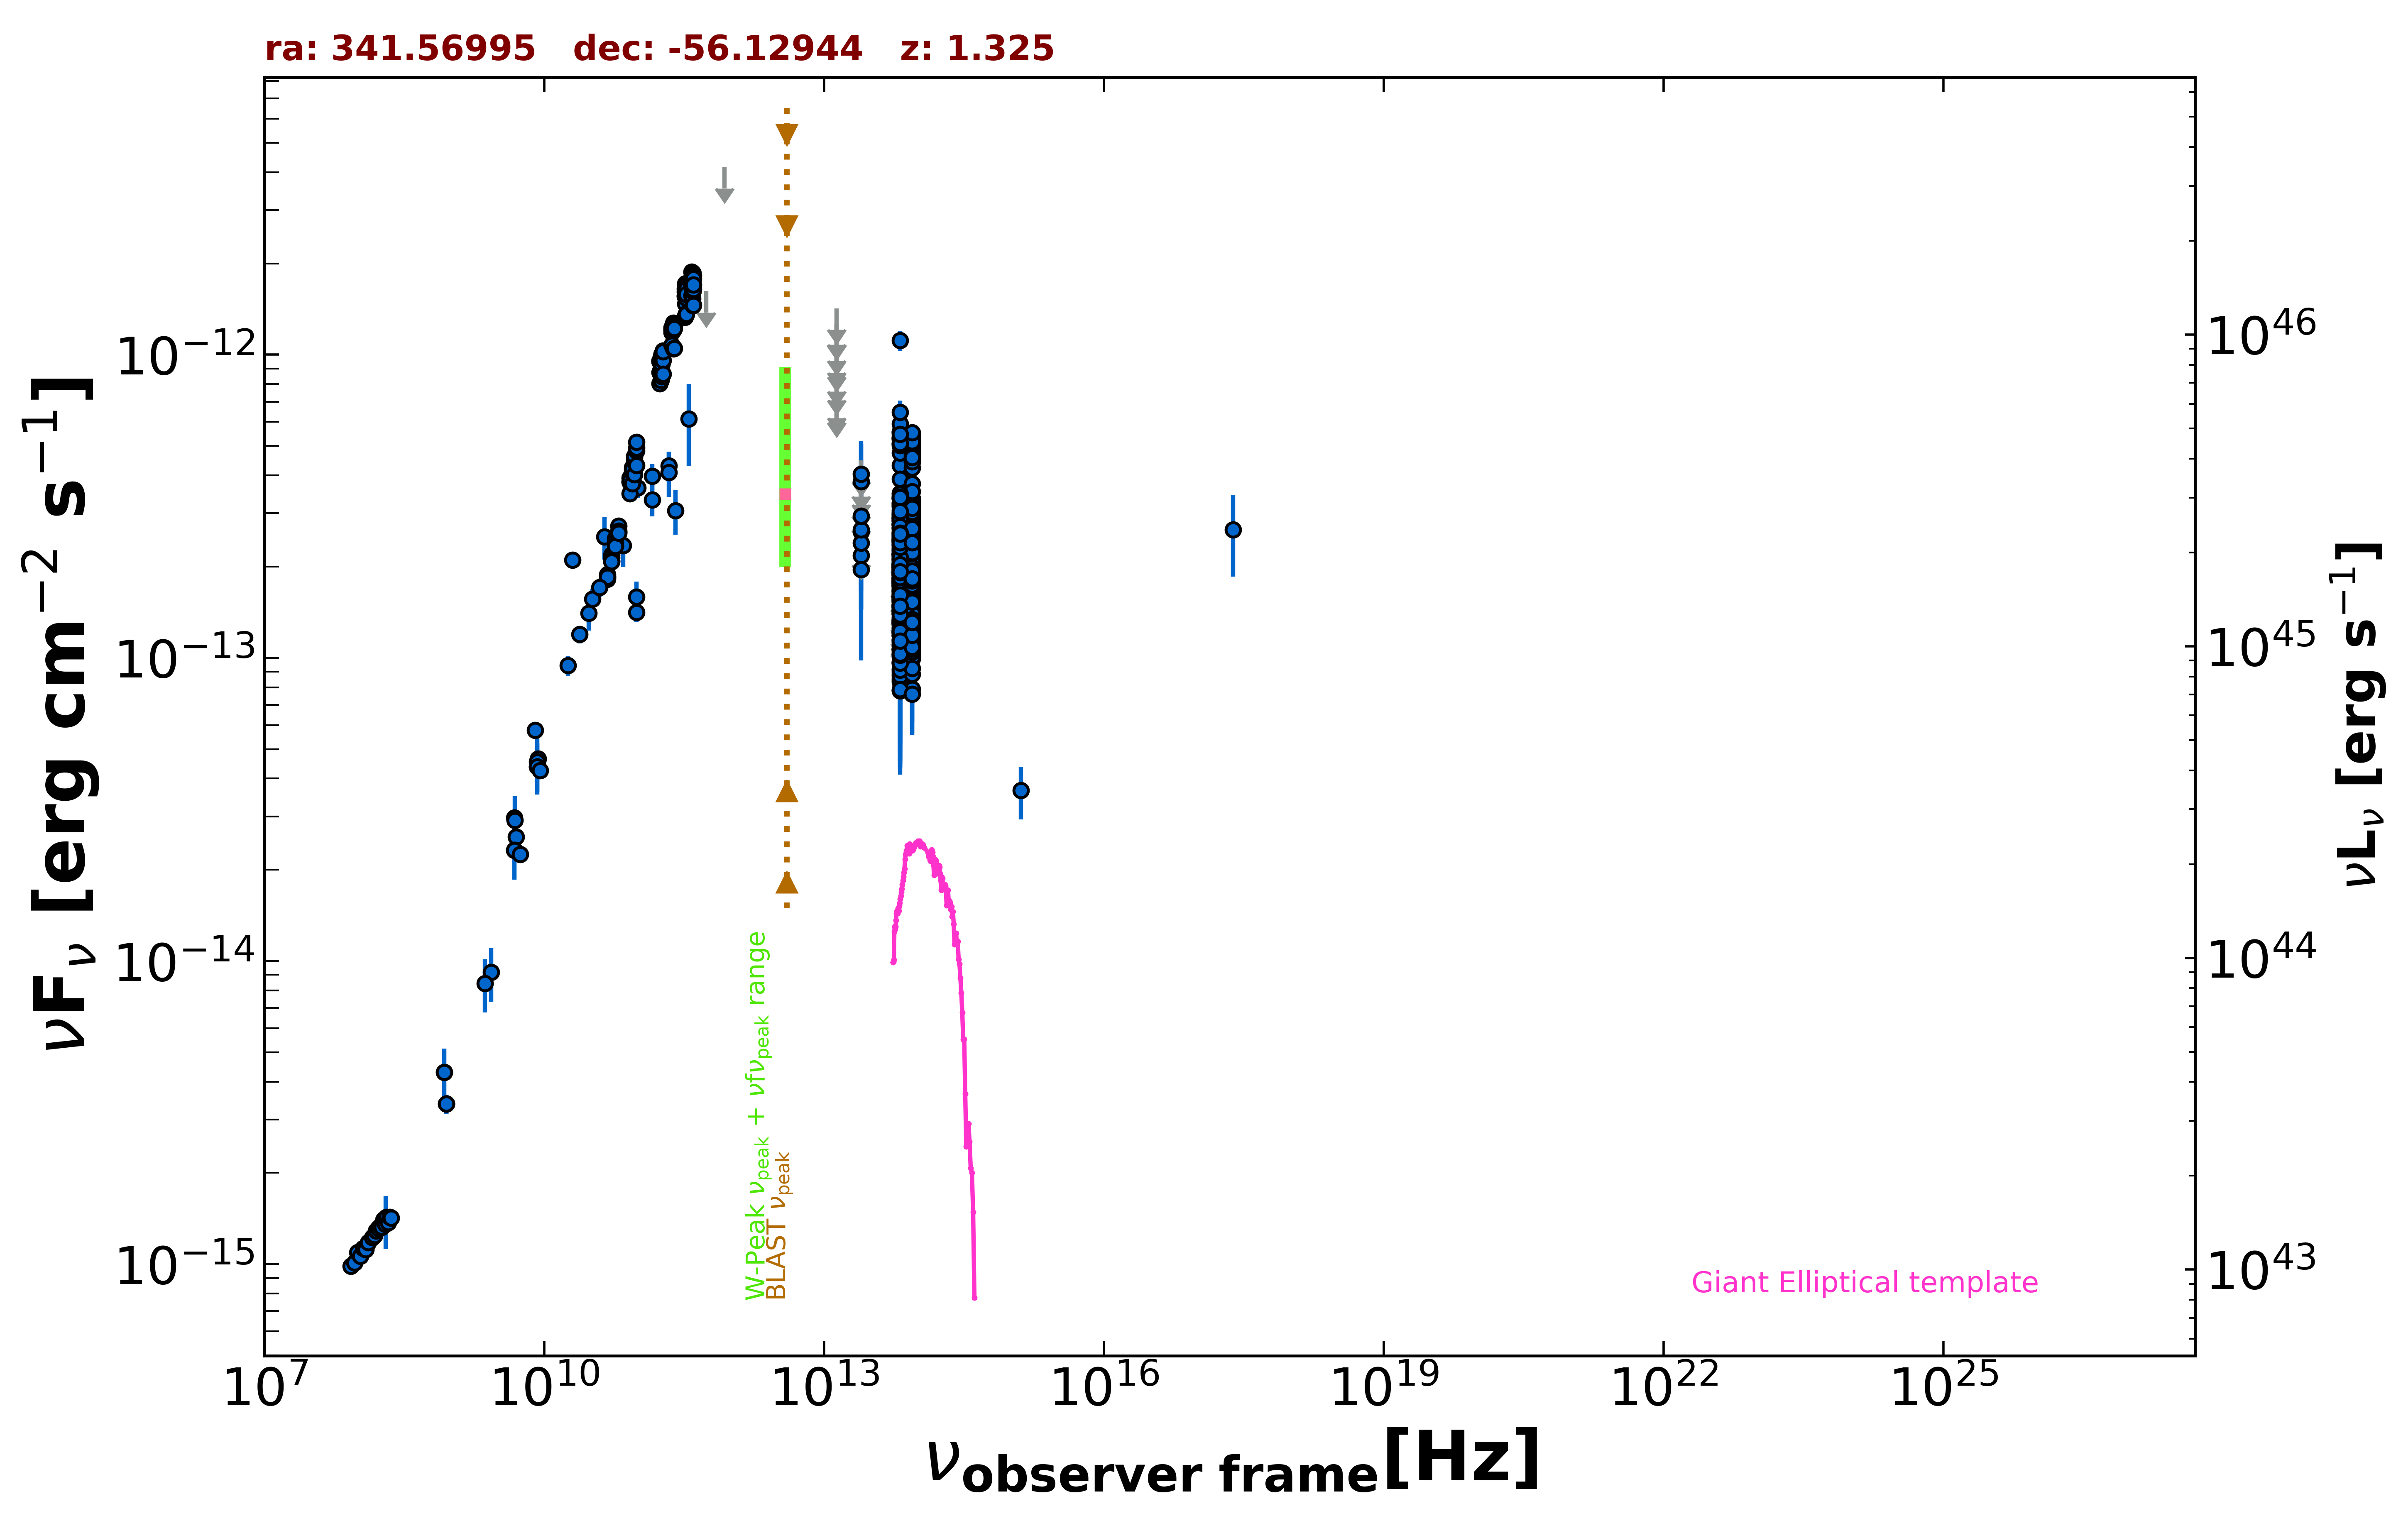 ra: 341.56995   dec: -56.12944   z: 1.325
νF_ν [erg cm^−2 s^−1]
10^−12
10^−13
10^−14
10^−15
10^46
10^45
10^44
10^43
νL_ν [erg s^−1]
W-Peak ν_peak + νfν_peak range
BLAST ν_peak
Giant Elliptical template
10^7
10^10
10^13
10^16
10^19
10^22
10^25
ν_observer frame [Hz]